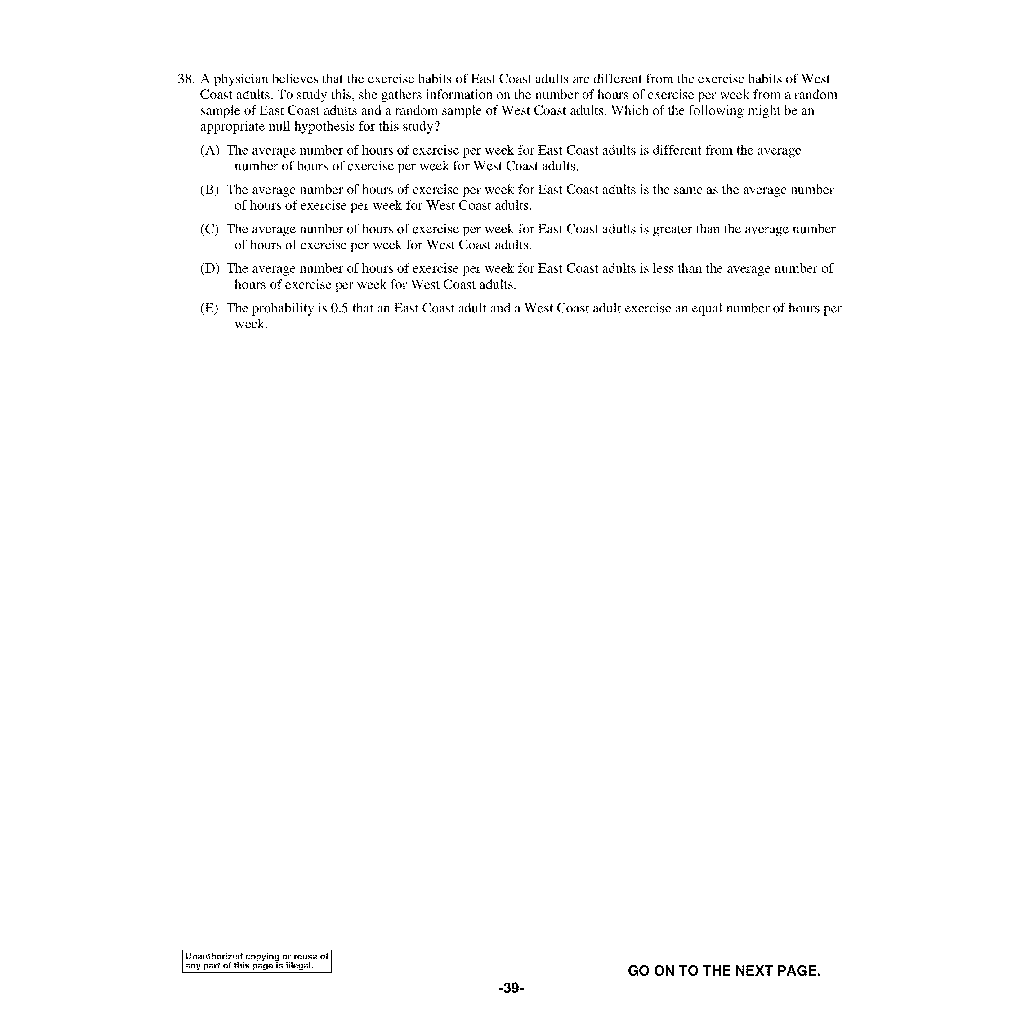 38. A physician believes that the exercise habits of East Coast adults are different from the exercise habits of West
Coast adults. To study this, she gathers information on the number of hours of exercise per week from a random
sample of East Coast adults and a random sample of West Coast adults. Which of the following might be an
appropriate null hypothesis for this study?
(A) The average number of hours of exercise per week for East Coast adults is different from the average
number of hours of exercise per week for West Coast adults.
(B) The average number of hours of exercise per week for East Coast adults is the same as the average number
of hours of exercise per week for West Coast adults.
(C) The average number of hours of exercise per week for East Coast adults is greater than the average number
of hours of exercise per week for West Coast adults.
(D) The average number of hours of exercise per week for East Coast adults is less than the average number of
hours of exercise per week for West Coast adults.
(E) The probability is 0.5 that an East Coast adult and a West Coast adult exercise an equal number of hours per
week.
Unauthorized copying or reuse of
any part of this page is illegal.
GO ON TO THE NEXT PAGE.
-39-